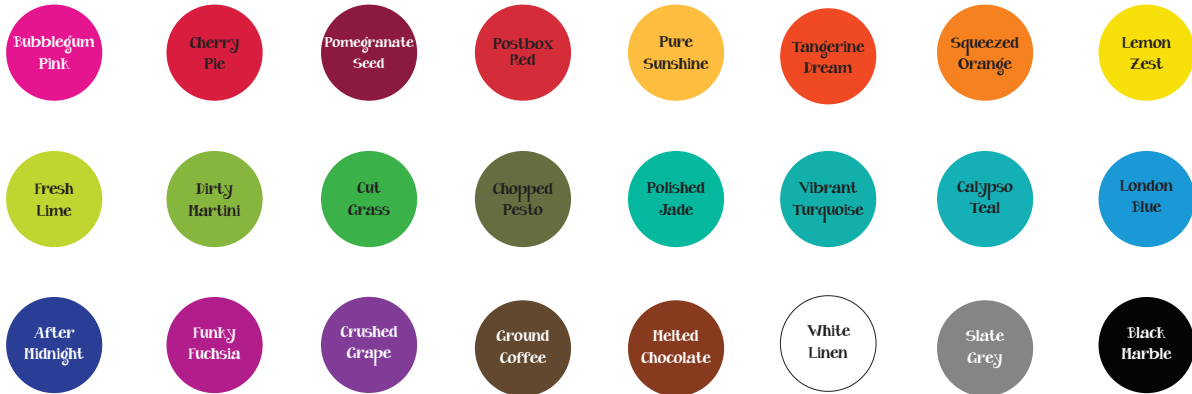 Bubblegum
Pink
Cherry
Pie
Pomegranate
Seed
Postbox
Red
Pure
Sunshine
Tangerine
Dream
Squeezed
Orange
Lemon
Zest
Fresh
Lime
Dirty
Martini
Cut
Grass
Chopped
Pesto
Polished
Jade
Vibrant
Turquoise
Calypso
Teal
London
Blue
After
Midnight
Funky
Fuchsia
Crushed
Grape
Ground
Coffee
Melted
Chocolate
White
Linen
Slate
Grey
Black
Marble